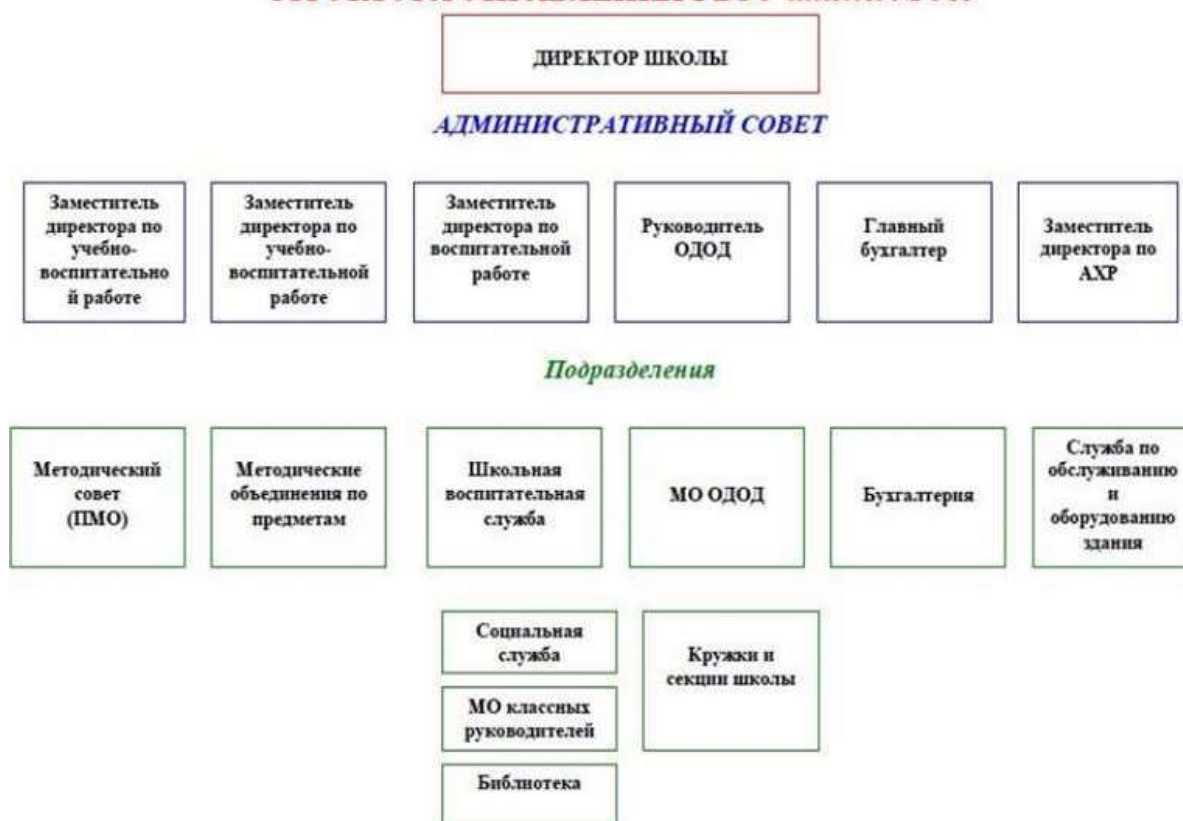 ДИРЕКТОР ШКОЛЫ
АДМИНИСТРАТИВНЫЙ СОВЕТ
Заместитель
директора по
учебно-
воспитательно
й работе
Заместитель
директора по
учебно-
воспитательной
работе
Заместитель
директора по
воспитательной
работе
Руководитель
ОДОД
Главный
бухгалтер
Заместитель
директора по
АХР
Подразделения
Методический
совет
(ПМО)
Методические
объединения по
предметам
Школьная
воспитательная
служба
МО ОДОД
Бухгалтерия
Служба по
обслуживанию
и
оборудованию
здания
Социальная
служба
МО классных
руководителей
Библиотека
Кружки и
секции школы